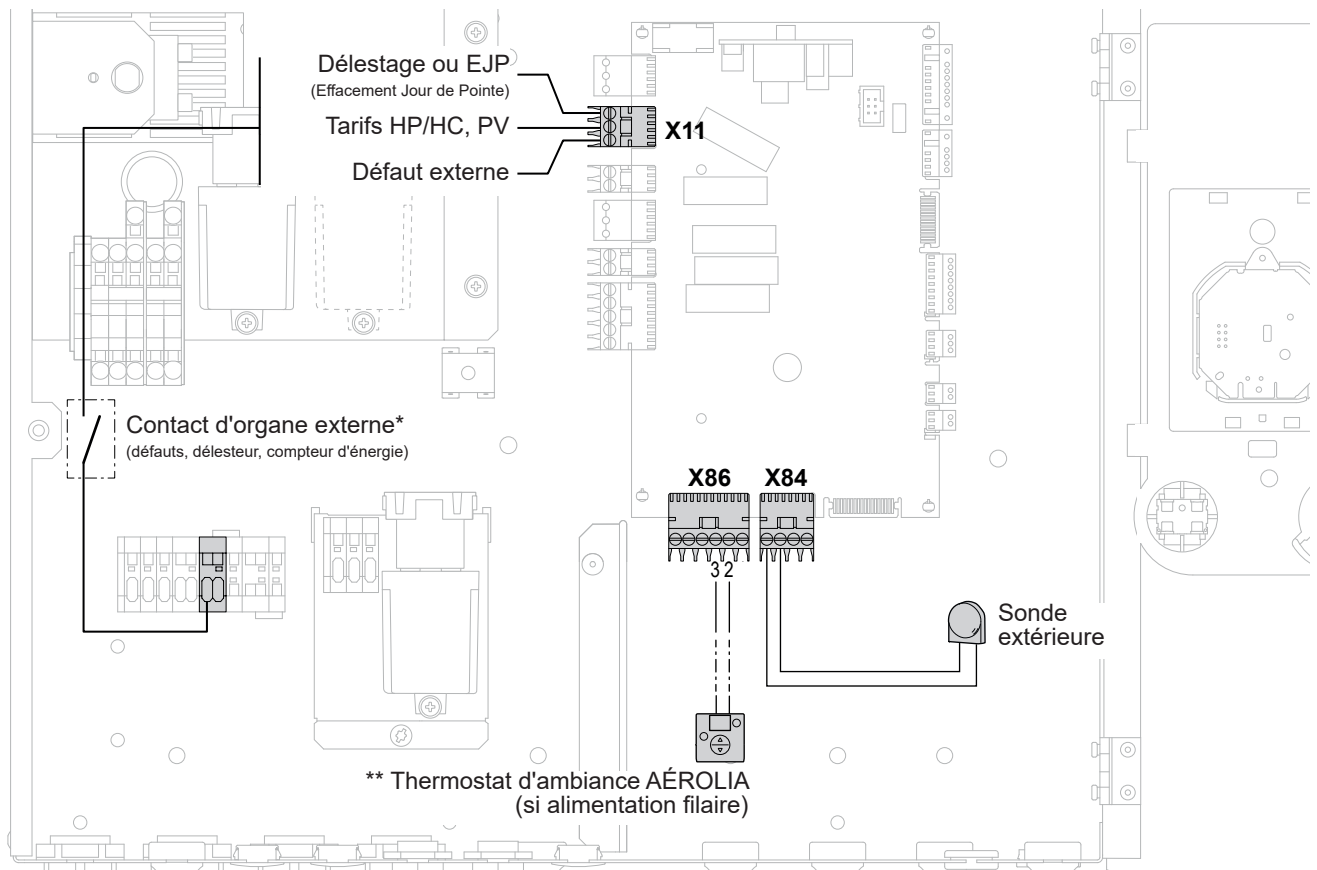 Délestage ou EJP
(Effacement Jour de Pointe)
Tarifs HP/HC, PV
X11
Défaut externe
Contact d'organe externe*
(défauts, délesteur, compteur d'énergie)
X86
X84
3 2
Sonde
extérieure
** Thermostat d'ambiance AÉROLIA
(si alimentation filaire)